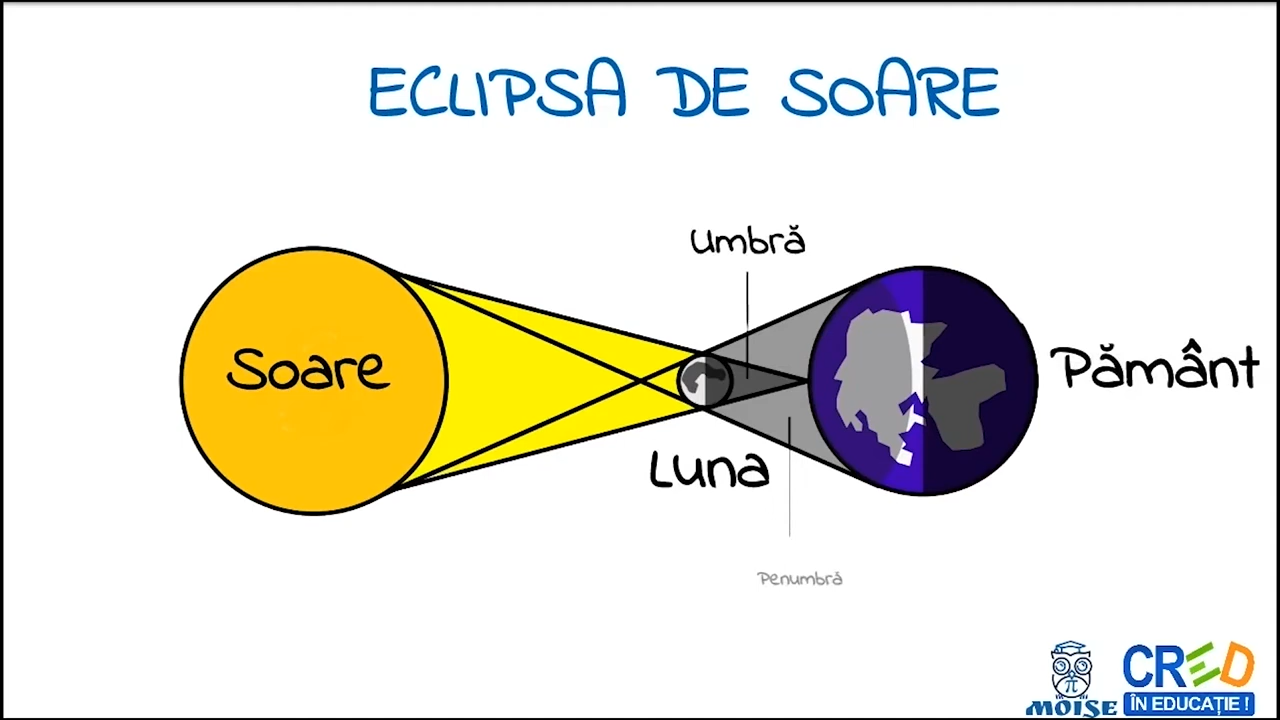 ECLIPSA DE SOARE
Umbră
Soare
Pământ
Luna
Penumbră
π
MOISE
CRED
ÎN EDUCAȚIE !